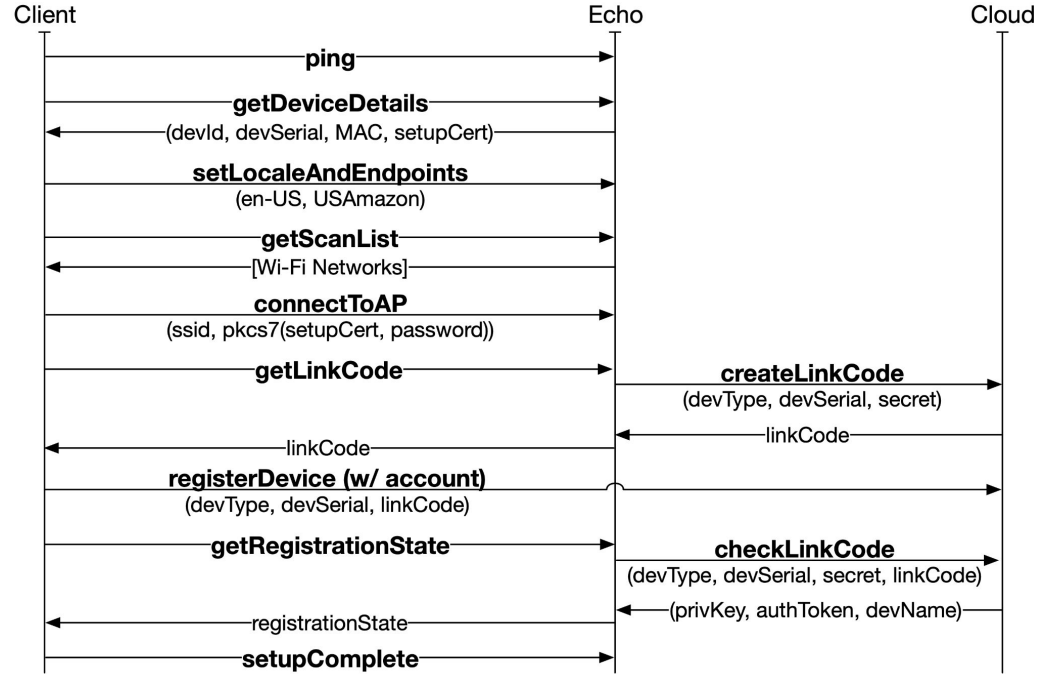 Client Echo Cloud
ping
getDeviceDetails
(devId, devSerial, MAC, setupCert)
setLocaleAndEndpoints
(en-US, USAmazon)
getScanList
[Wi-Fi Networks]
connectToAP
(ssid, pkcs7(setupCert, password))
getLinkCode
createLinkCode
(devType, devSerial, secret)
linkCode
linkCode
registerDevice (w/ account)
(devType, devSerial, linkCode)
getRegistrationState
checkLinkCode
(devType, devSerial, secret, linkCode)
(privKey, authToken, devName)
registrationState
setupComplete